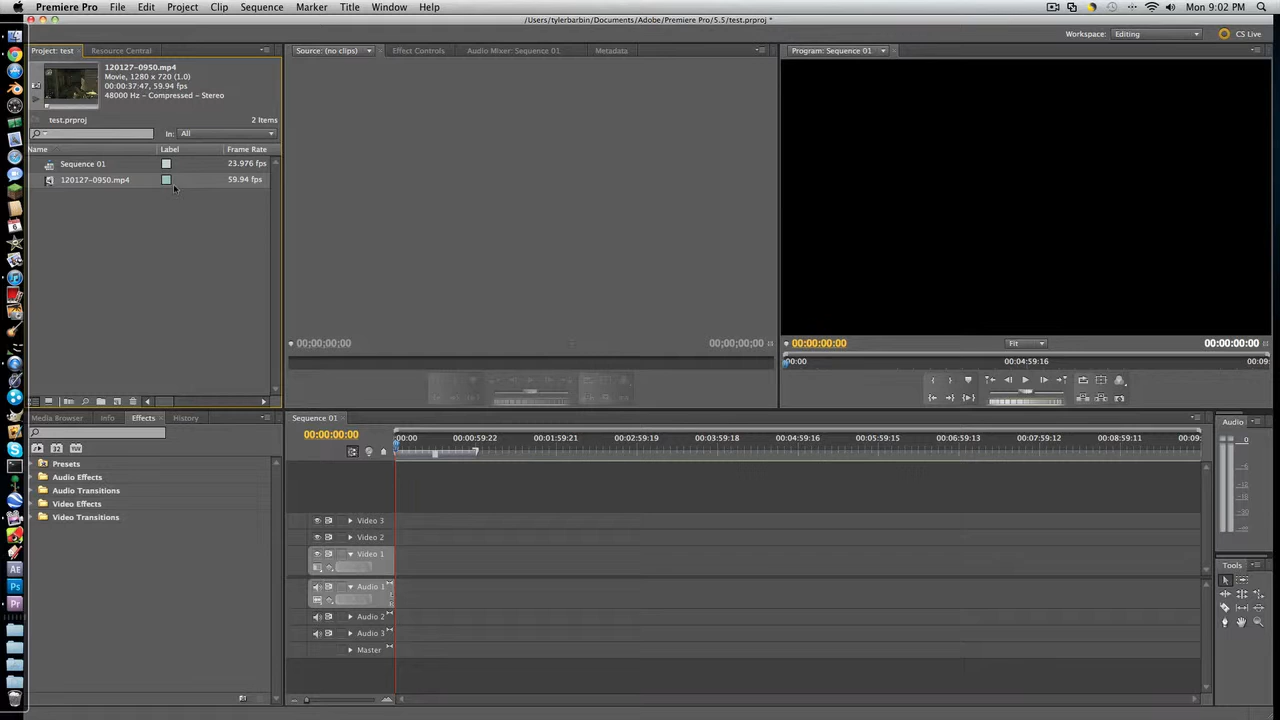 Premiere Pro File Edit Project Clip Sequence Marker Title Window Help Mon 9:02 PM
/Users/tylerbarbin/Documents/Adobe/Premiere Pro/5.5/test.prproj *
Workspace: Editing CS Live
Project: test Resource Central
Source: (no clips) Effect Controls Audio Mixer: Sequence 01 Metadata
Program: Sequence 01
120127-0950.mp4
Movie, 1280 x 720 (1.0)
00:00:37:47, 59.94 fps
48000 Hz - Compressed - Stereo
test.prproj 2 Items
In: All
Name Label Frame Rate
Sequence 01 23.976 fps
120127-0950.mp4 59.94 fps
00;00;00;00 00;00;00;00
00:00:00:00 Fit 00:00:00:00
00:00 00:04:59:16 00:09:
Media Browser Info Effects History
Presets
Audio Effects
Video Effects
Audio Transitions
Video Transitions
Sequence 01
00:00:00:00
00:00 00:00:59:22 00:01:59:21 00:02:59:19 00:03:59:18 00:04:59:16 00:05:59:15 00:06:59:13 00:07:59:12 00:08:59:11 00:09:
Video 3
Video 2
Video 1
Audio 1
Audio 2
Audio 3
Master
Audio
0
Tools
Ae
Ps
Pr